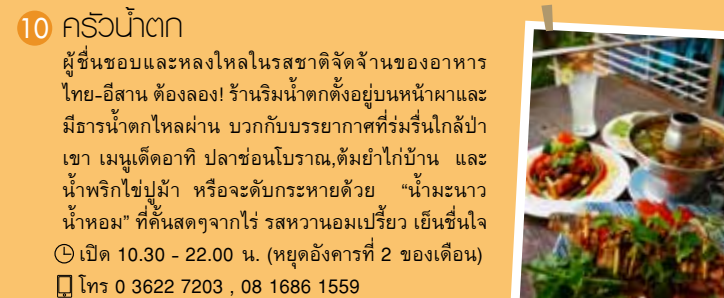 10 ครัวน้ำตก
ผู้ชื่นชอบและหลงใหลในรสชาติจัดจ้านของอาหาร
ไทย-อีสาน ต้องลอง! ร้านริมน้ำตกตั้งอยู่บนหน้าผาและ
มีธารน้ำตกไหลผ่าน บวกกับบรรยากาศที่ร่มรื่นใกล้ป่า
เขา เมนูเด็ดอาทิ ปลาช่อนโบราณ,ต้มยำไก่บ้าน และ
น้ำพริกไข่ปูม้า หรือจะดับกระหายด้วย “น้ำมะนาว
น้ำหอม” ที่คั้นสดๆจากไร่ รสหวานอมเปรี้ยว เย็นชื่นใจ
เปิด 10.30 - 22.00 น. (หยุดอังคารที่ 2 ของเดือน)
โทร 0 3622 7203 , 08 1686 1559